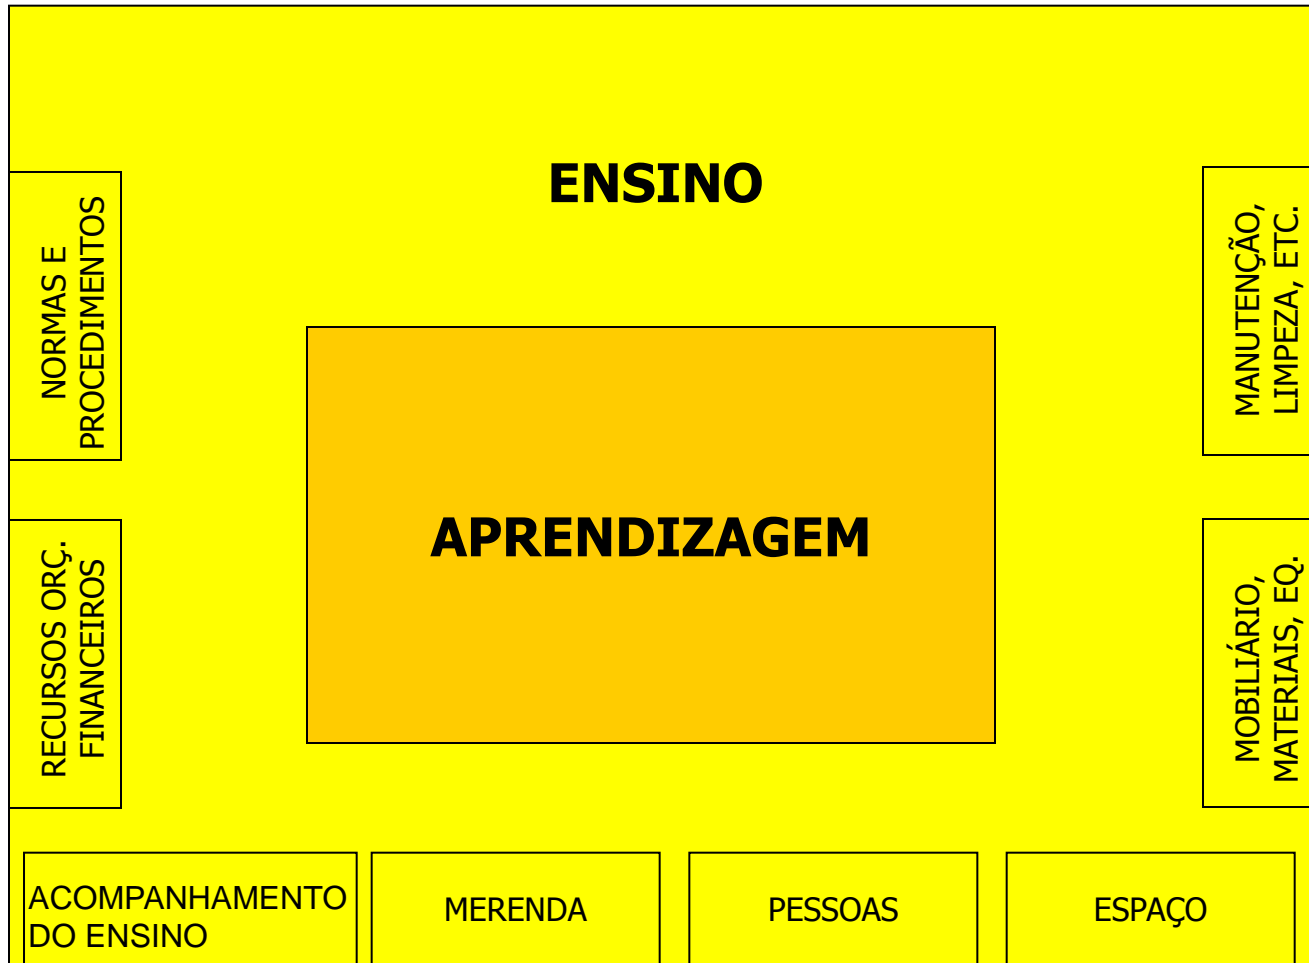 ENSINO
NORMAS E
PROCEDIMENTOS
MANUTENÇÃO,
LIMPEZA, ETC.
APRENDIZAGEM
RECURSOS ORÇ.
FINANCEIROS
MOBILIÁRIO,
MATERIAIS, EQ.
ACOMPANHAMENTO
DO ENSINO
MERENDA
PESSOAS
ESPAÇO